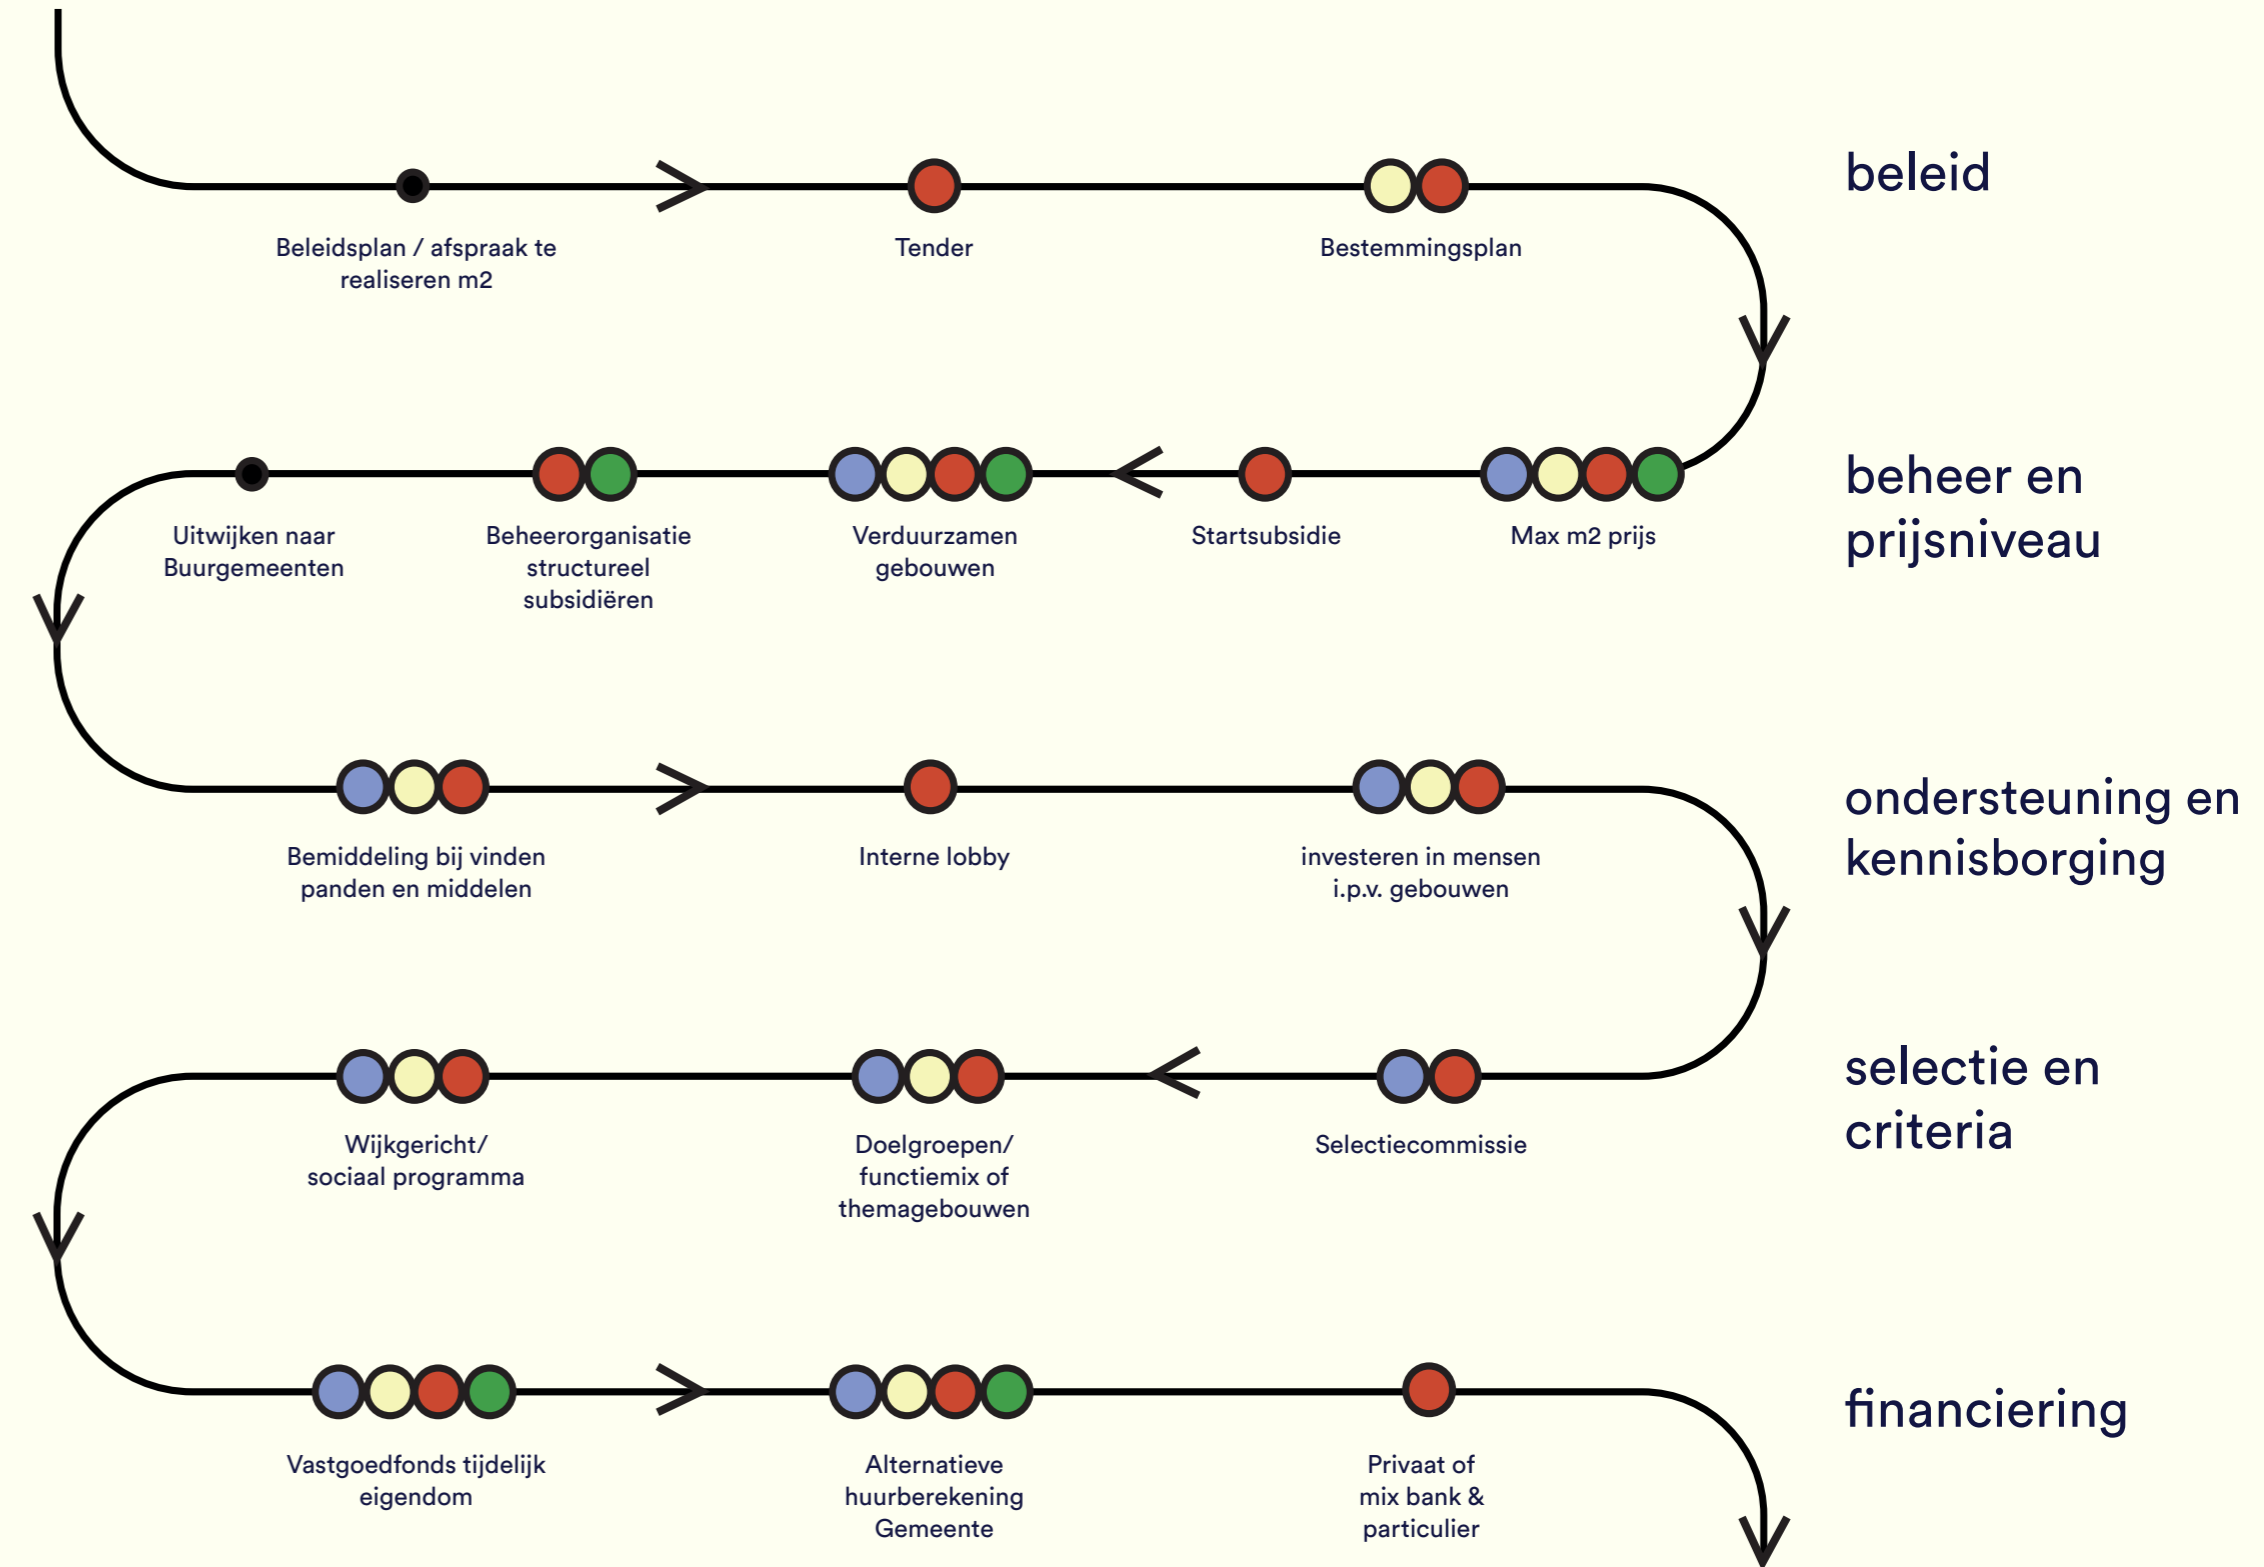 beleid
Beleidsplan / afspraak te
realiseren m2
Tender
Bestemmingsplan
beheer en
prijsniveau
Uitwijken naar
Buurgemeenten
Beheerorganisatie
structureel
subsidiëren
Verduurzamen
gebouwen
Startsubsidie
Max m2 prijs
ondersteuning en
kennisborging
Bemiddeling bij vinden
panden en middelen
Interne lobby
investeren in mensen
i.p.v. gebouwen
selectie en
criteria
Wijkgericht/
sociaal programma
Doelgroepen/
functiemix of
themagebouwen
Selectiecommissie
financiering
Vastgoedfonds tijdelijk
eigendom
Alternatieve
huurberekening
Gemeente
Privaat of
mix bank &
particulier